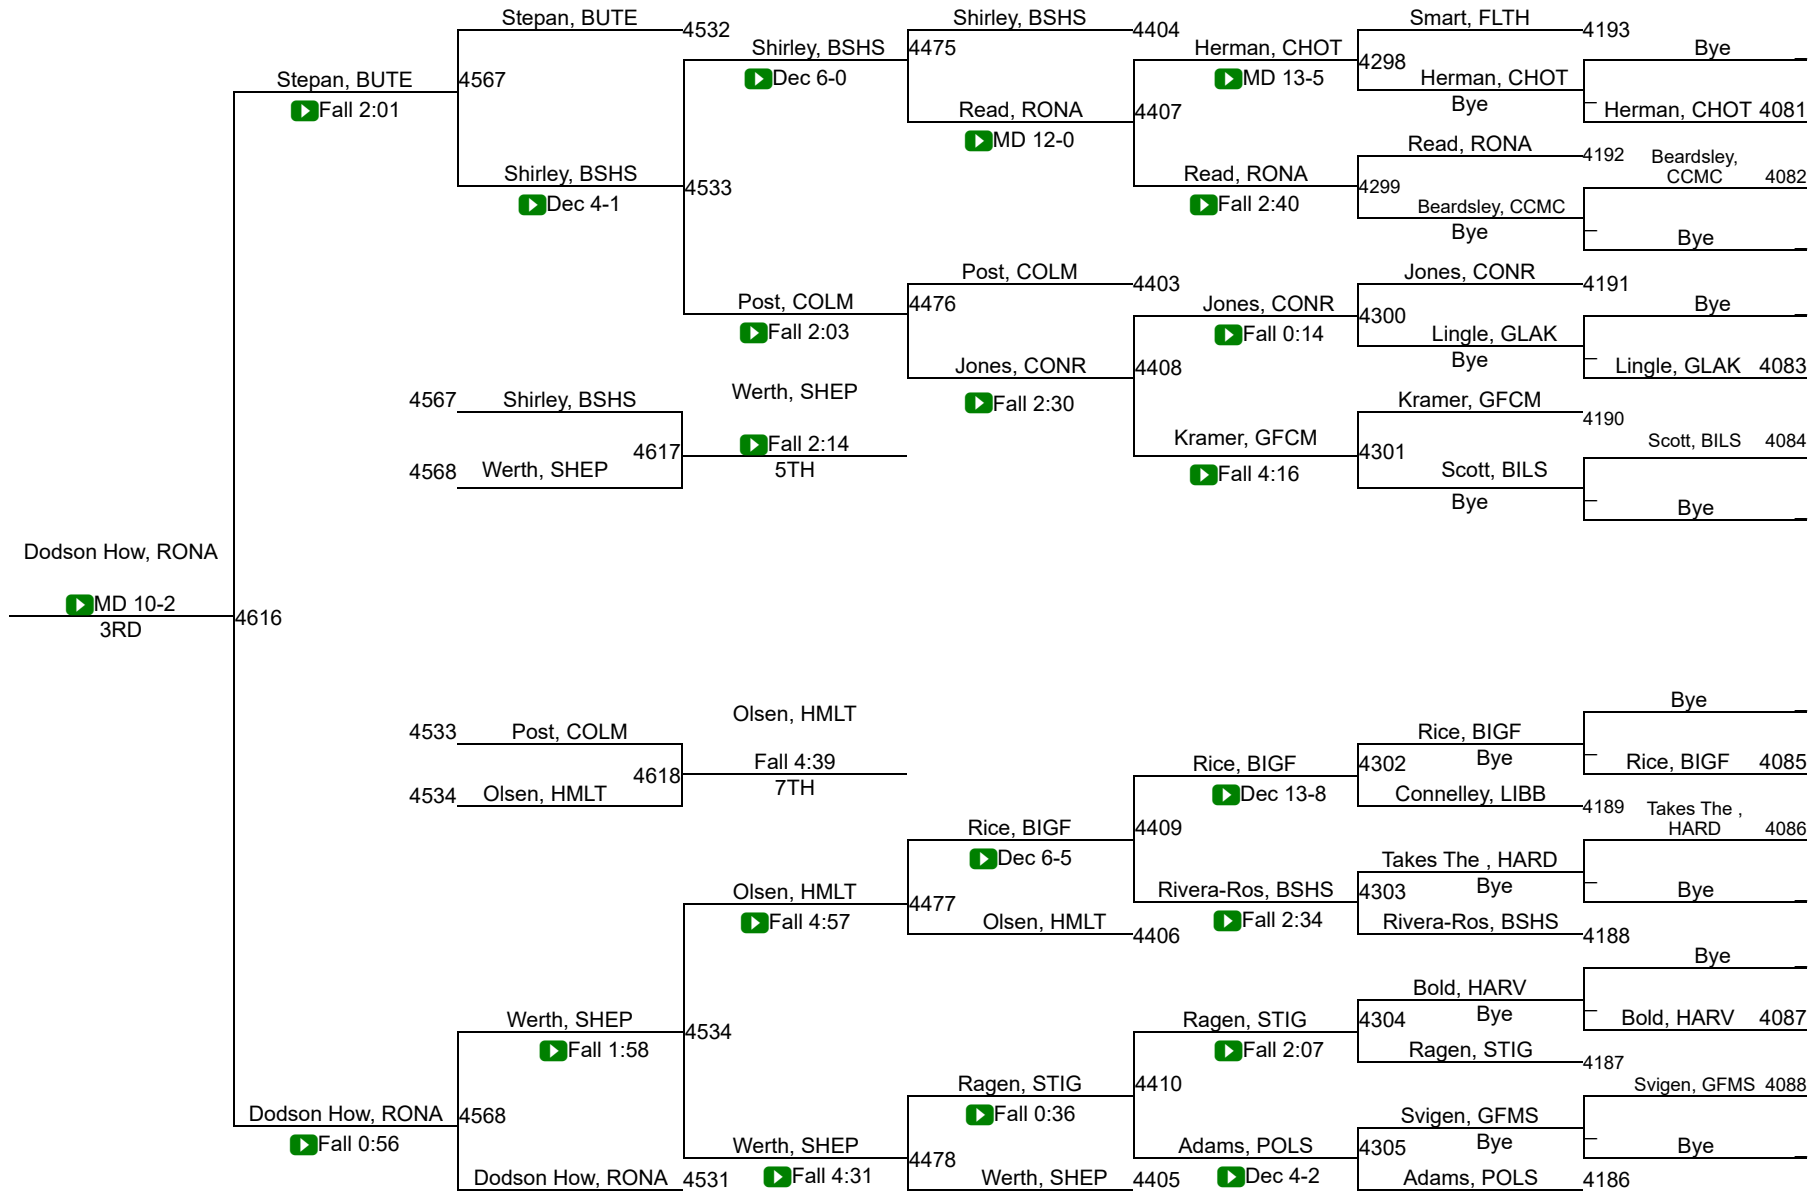 Stepan, BUTE
4532
Shirley, BSHS
4404
Smart, FLTH
4193
Shirley, BSHS
4475
Herman, CHOT
Bye
Stepan, BUTE
4567
Dec 6-0
MD 13-5
4298
Herman, CHOT
Fall 2:01
Read, RONA
4407
Bye
Herman, CHOT 4081
MD 12-0
Read, RONA
4192
Beardsley,
CCMC 4082
Shirley, BSHS
4533
Read, RONA
4299
Dec 4-1
Fall 2:40
Beardsley, CCMC
Bye
Bye
Post, COLM
4403
Jones, CONR
4191
Post, COLM
4476
Jones, CONR
4300
Bye
Fall 2:03
Fall 0:14
Lingle, GLAK
Bye
Jones, CONR
4408
Lingle, GLAK 4083
4567
Shirley, BSHS
Werth, SHEP
Fall 2:30
Kramer, GFCM
4190
4617
Fall 2:14
Kramer, GFCM
4301
Scott, BILS 4084
4568
Werth, SHEP
5TH
Fall 4:16
Scott, BILS
Bye
Bye
Dodson How, RONA
MD 10-2
3RD
4616
Bye
4533
Post, COLM
Olsen, HMLT
Rice, BIGF
4618
Fall 4:39
Rice, BIGF
4302
Bye
Rice, BIGF 4085
4534
Olsen, HMLT
7TH
Dec 13-8
Connelley, LIBB
4189
Takes The ,
HARD 4086
Rice, BIGF
4409
Dec 6-5
Takes The , HARD
Olsen, HMLT
4477
Rivera-Ros, BSHS
4303
Bye
Bye
Fall 4:57
Olsen, HMLT
4406
Fall 2:34
Rivera-Ros, BSHS
4188
Bye
Bold, HARV
Werth, SHEP
4534
Ragen, STIG
4304
Bye
Bold, HARV 4087
Fall 1:58
Fall 2:07
Ragen, STIG
4187
Ragen, STIG
4410
Svigen, GFMS 4088
Dodson How, RONA
4568
Fall 0:36
Svigen, GFMS
Fall 0:56
Werth, SHEP
4478
Adams, POLS
4305
Bye
Bye
Dodson How, RONA
4531
Fall 4:31
Werth, SHEP
4405
Dec 4-2
Adams, POLS
4186